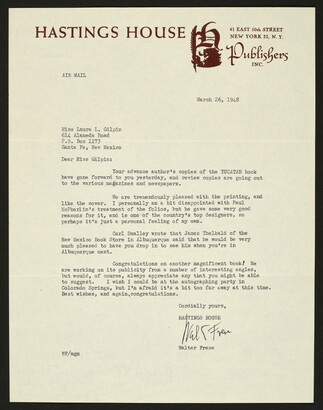 HASTINGS HOUSE
41 EAST 50th STREET
NEW YORK 22, N. Y.
Publishers
INC.
AIR MAIL
March 26, 1948
Miss Laura L. Gilpin
614 Alameda Road
P.O. Box 1173
Santa Fe, New Mexico
Dear Miss Gilpin:
Your advance author's copies of the YUCATAN book
have gone forward to you yesterday, and review copies are going out
to the various magazines and newspapers.
We are tremendously pleased with the printing, and
like the cover. I personally am a bit disappointed with Paul
McPharlin's treatment of the folios, but he gave some very good
reasons for it, and is one of the country's top designers, so
perhaps it's just a personal feeling of my own.
Carl Smalley wrote that James Threlkeld of the
New Mexico Book Store in Albuquerque said that he would be very
much pleased to have you drop in to see him when you're in
Albuquerque next.
Congratulations on another magnificent book! We
are working on its publicity from a number of interesting angles,
but would, of course, always appreciate any that you might be able
to suggest. I wish I could be at the autographing party in
Colorado Springs, but I'm afraid it's a bit too far away at this time.
Best wishes, and again, congratulations.
Cordially yours,
HASTINGS HOUSE
Walt Frese
Walter Frese
WF/mgm